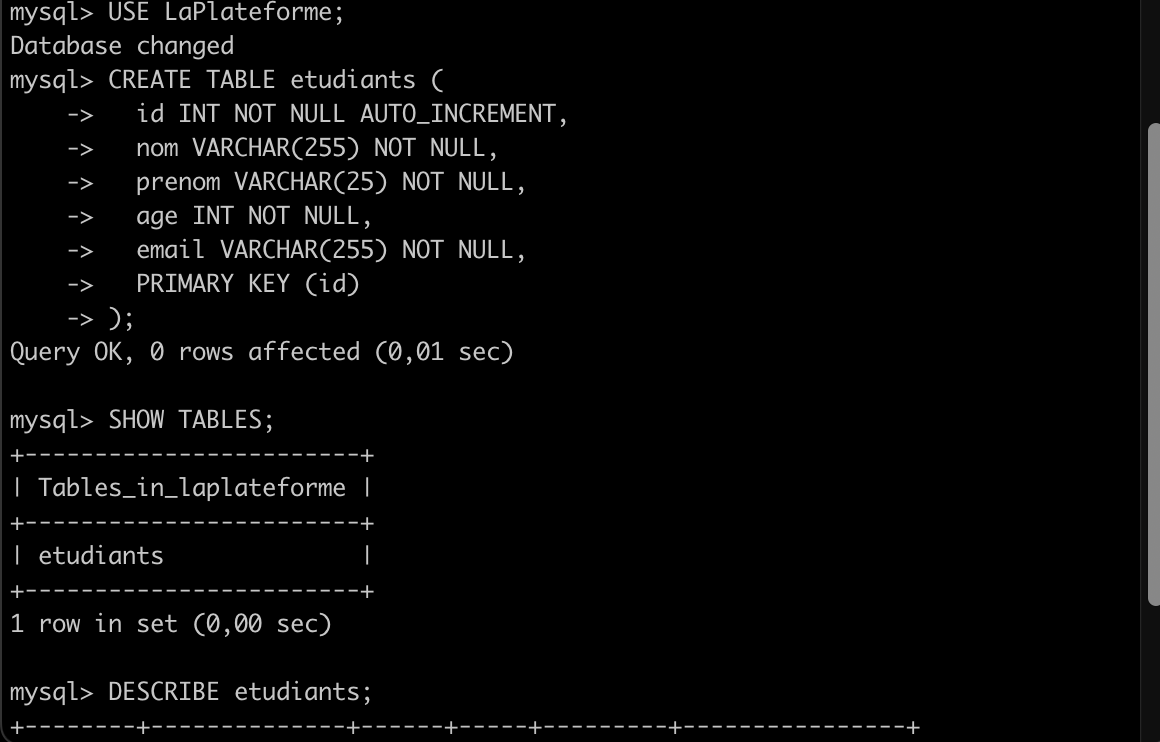 mysql> USE LaPlateforme;
Database changed
mysql> CREATE TABLE etudiants (
    ->   id INT NOT NULL AUTO_INCREMENT,
    ->   nom VARCHAR(255) NOT NULL,
    ->   prenom VARCHAR(25) NOT NULL,
    ->   age INT NOT NULL,
    ->   email VARCHAR(255) NOT NULL,
    ->   PRIMARY KEY (id)
    -> );
Query OK, 0 rows affected (0,01 sec)

mysql> SHOW TABLES;
+------------------------+
| Tables_in_laplateforme |
+------------------------+
| etudiants              |
+------------------------+
1 row in set (0,00 sec)

mysql> DESCRIBE etudiants;
+--------+--------------+------+-----+---------+----------------+